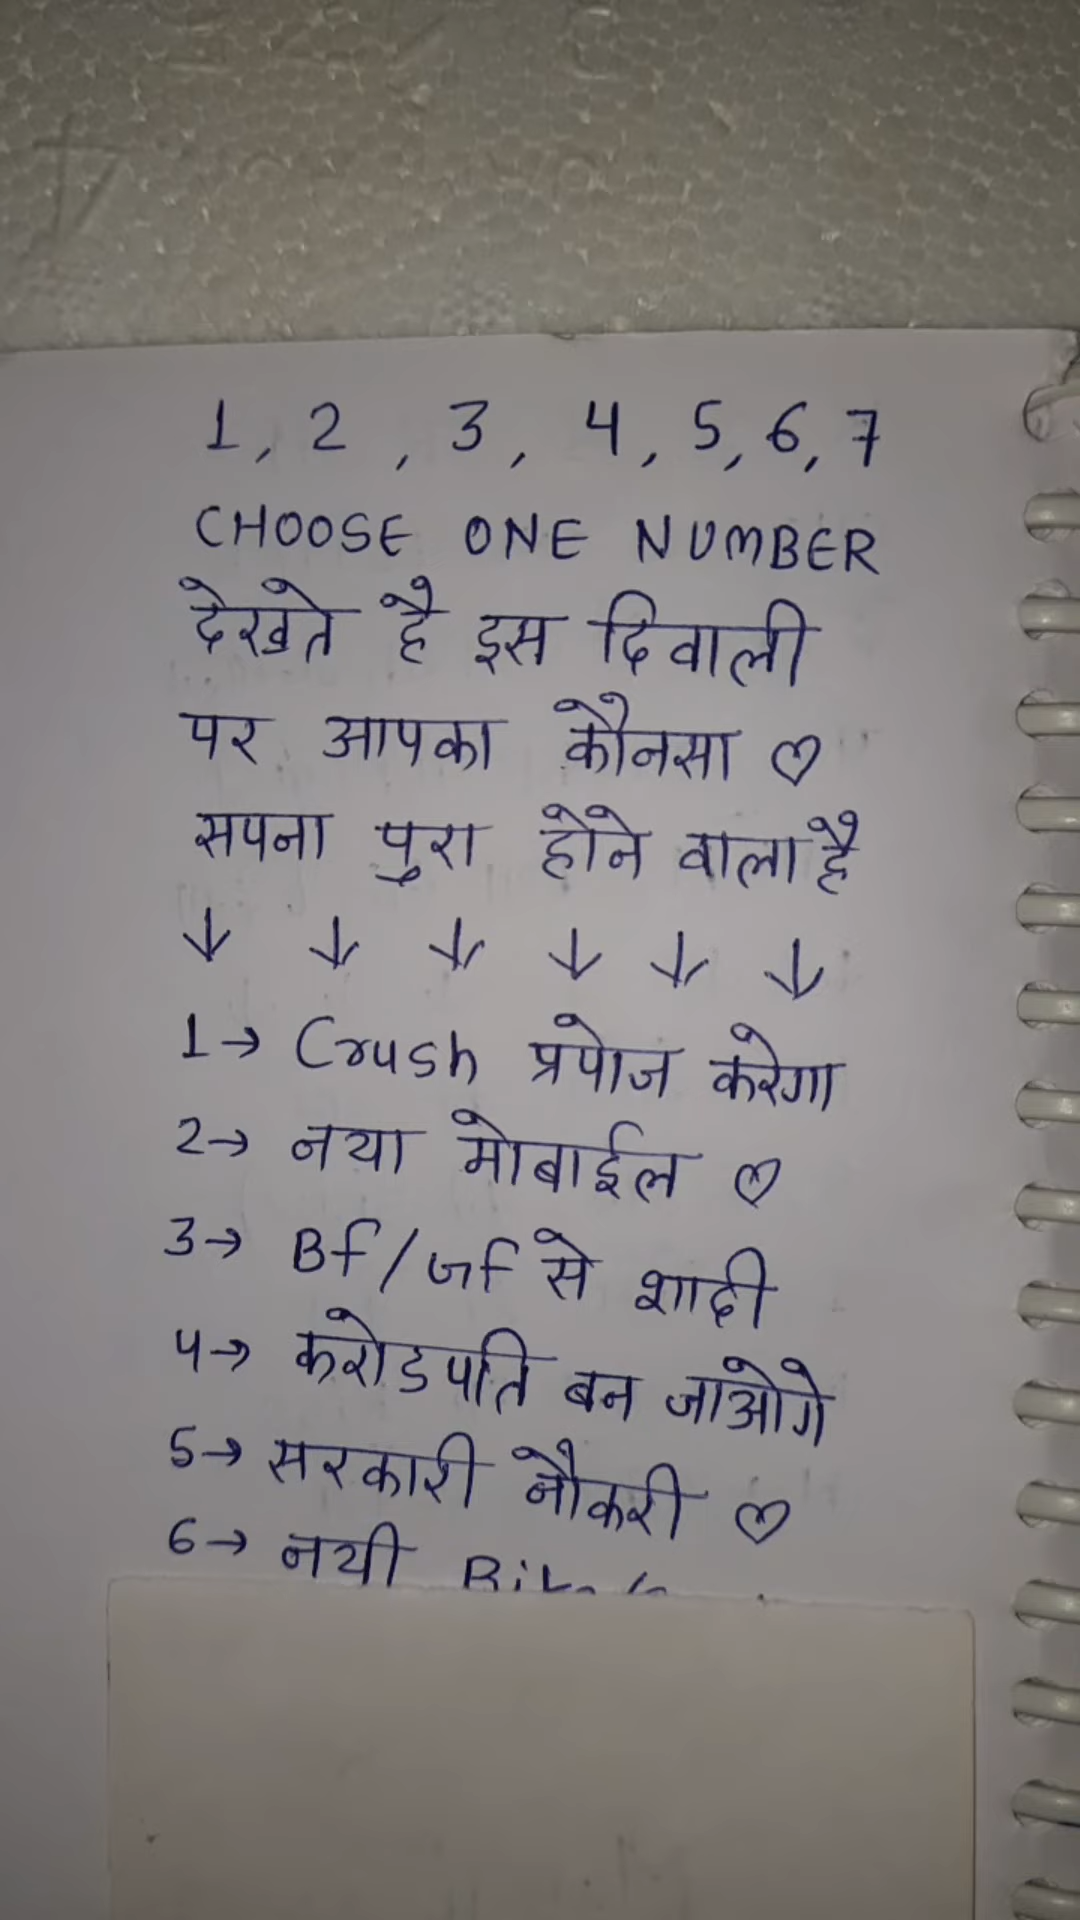 1, 2, 3, 4, 5, 6, 7
CHOOSE ONE NUMBER
देखते है इस दिवाली
पर आपका कौनसा ♡
सपना पुरा होने वाला है
↓ ↓ ↓ ↓ ↓ ↓
1→ Crush प्रपोज करेगा
2→ नया मोबाईल ♡
3→ Bf/Gf से शादी
4→ करोडपति बन जाओगे
5→ सरकारी नौकरी ♡
6→ नयी